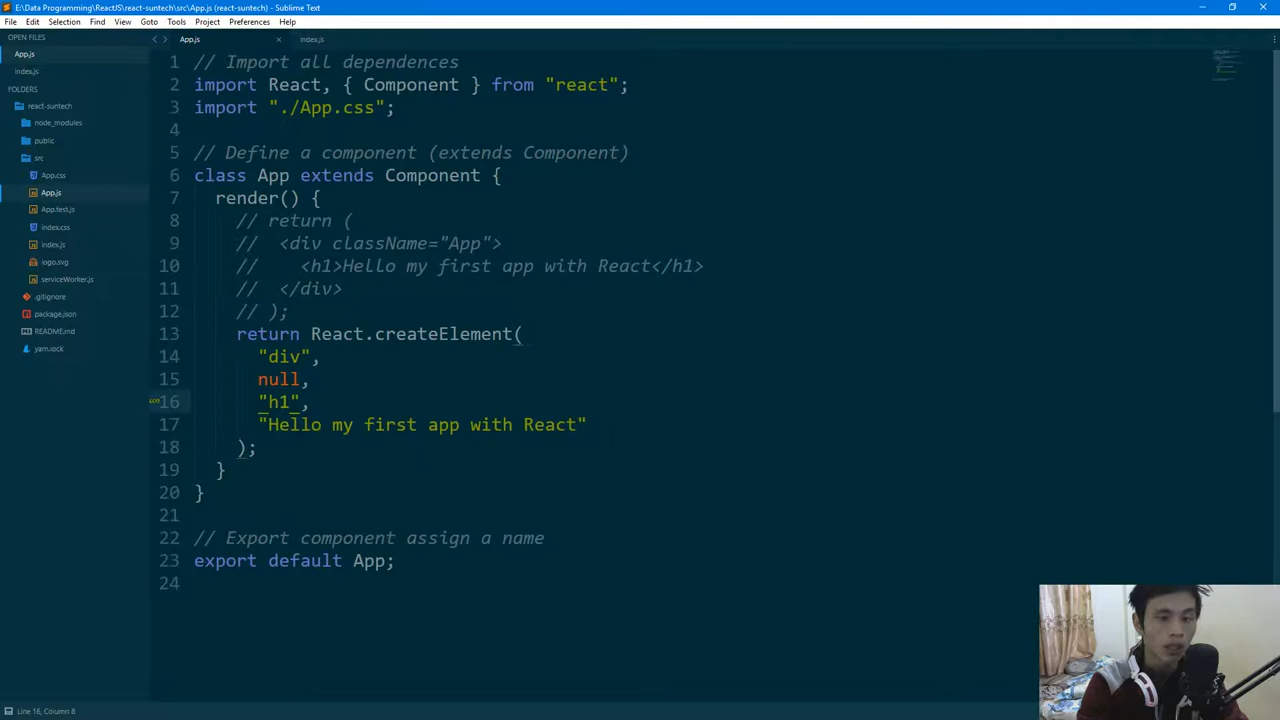 E:\Data Programming\ReactJS\react-suntech\src\App.js (react-suntech) - Sublime Text
File Edit Selection Find View Goto Tools Project Preferences Help
OPEN FILES
App.js
index.js
FOLDERS
react-suntech
node_modules
public
src
App.css
App.js
App.test.js
index.css
index.js
logo.svg
serviceWorker.js
.gitignore
package.json
README.md
yarn.lock
App.js × index.js
1 // Import all dependences
2 import React, { Component } from "react";
3 import "./App.css";
4
5 // Define a component (extends Component)
6 class App extends Component {
7 render() {
8 // return (
9 // <div className="App">
10 // <h1>Hello my first app with React</h1>
11 // </div>
12 // );
13 return React.createElement(
14 "div",
15 null,
16 "h1",
17 "Hello my first app with React"
18 );
19 }
20 }
21
22 // Export component assign a name
23 export default App;
24
Line 16, Column 8